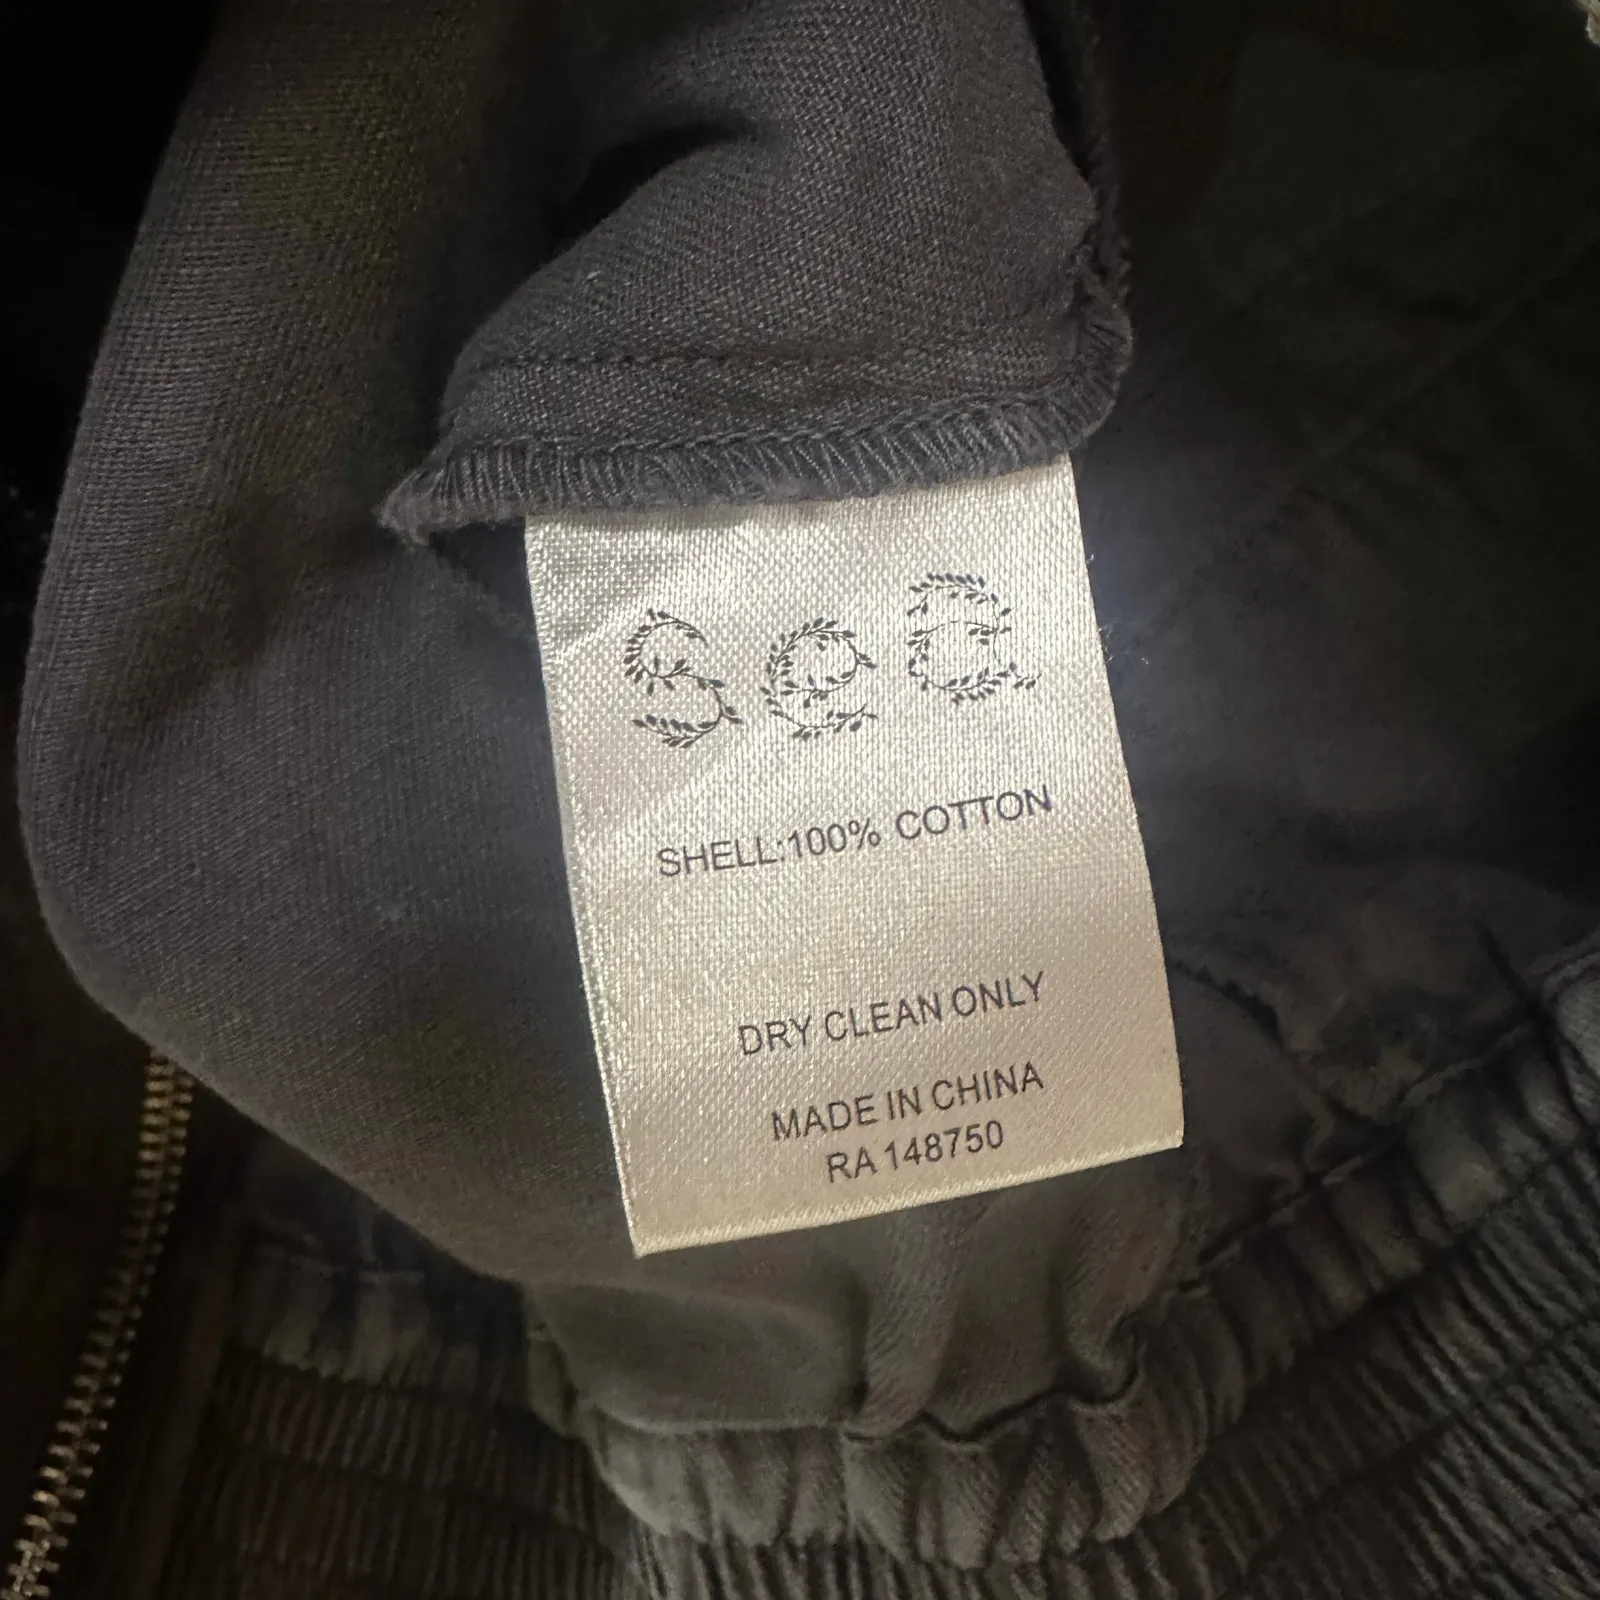 sea
SHELL:100% COTTON
DRY CLEAN ONLY
MADE IN CHINA
RA 148750